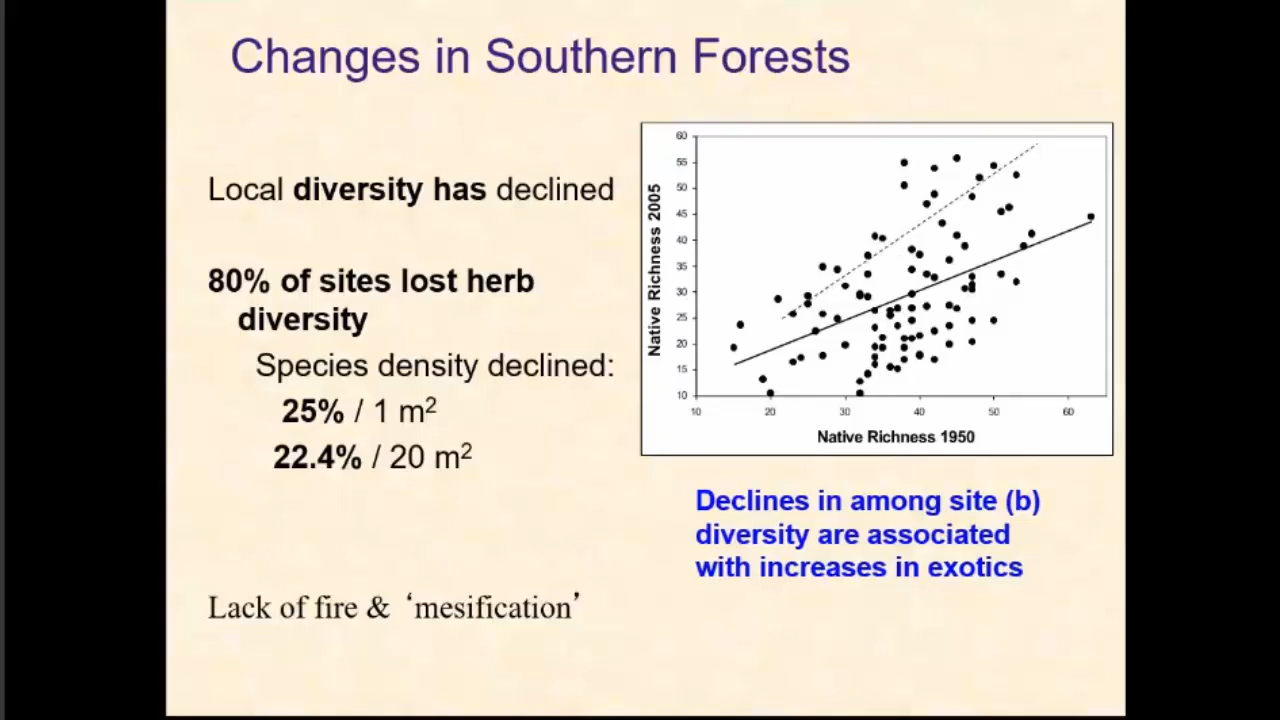 Changes in Southern Forests
Local diversity has declined
80% of sites lost herb
diversity
Species density declined:
25% / 1 m²
22.4% / 20 m²
Lack of fire & ‘mesification’
Native Richness 2005
60
55
50
45
40
35
30
25
20
15
10
10 20 30 40 50 60
Native Richness 1950
Declines in among site (b)
diversity are associated
with increases in exotics